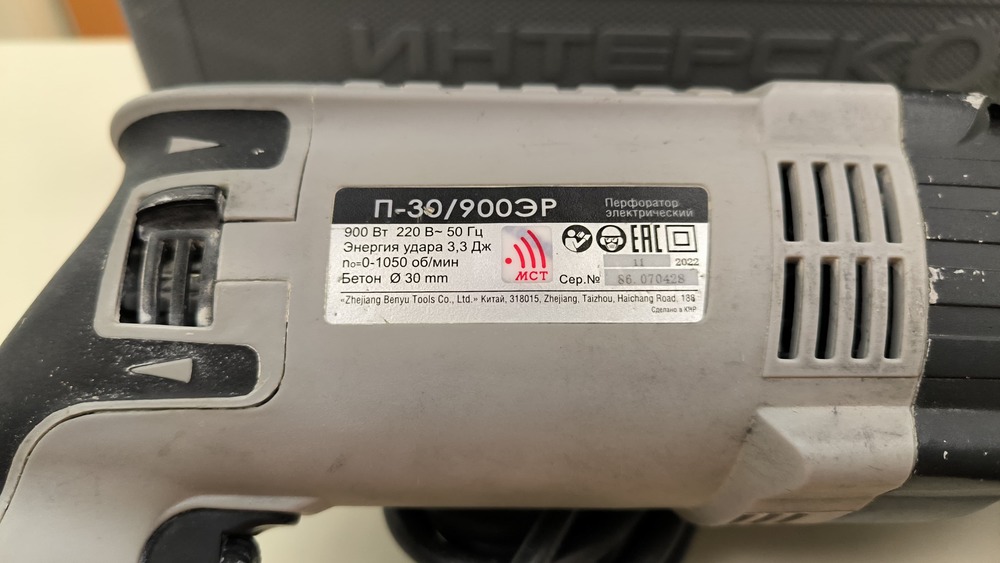 ИНТЕРСКО
П-30/900ЭР Перфоратор электрический
900 Вт 220 В~ 50 Гц
Энергия удара 3,3 Дж
n₀=0-1050 об/мин
Бетон Ø 30 mm
МСТ
EAC
11 2022
Сер.№ 86.070428
«Zhejiang Benyu Tools Co., Ltd.» Китай, 318015, Zhejiang, Taizhou, Haichang Road, 188
Сделано в КНР